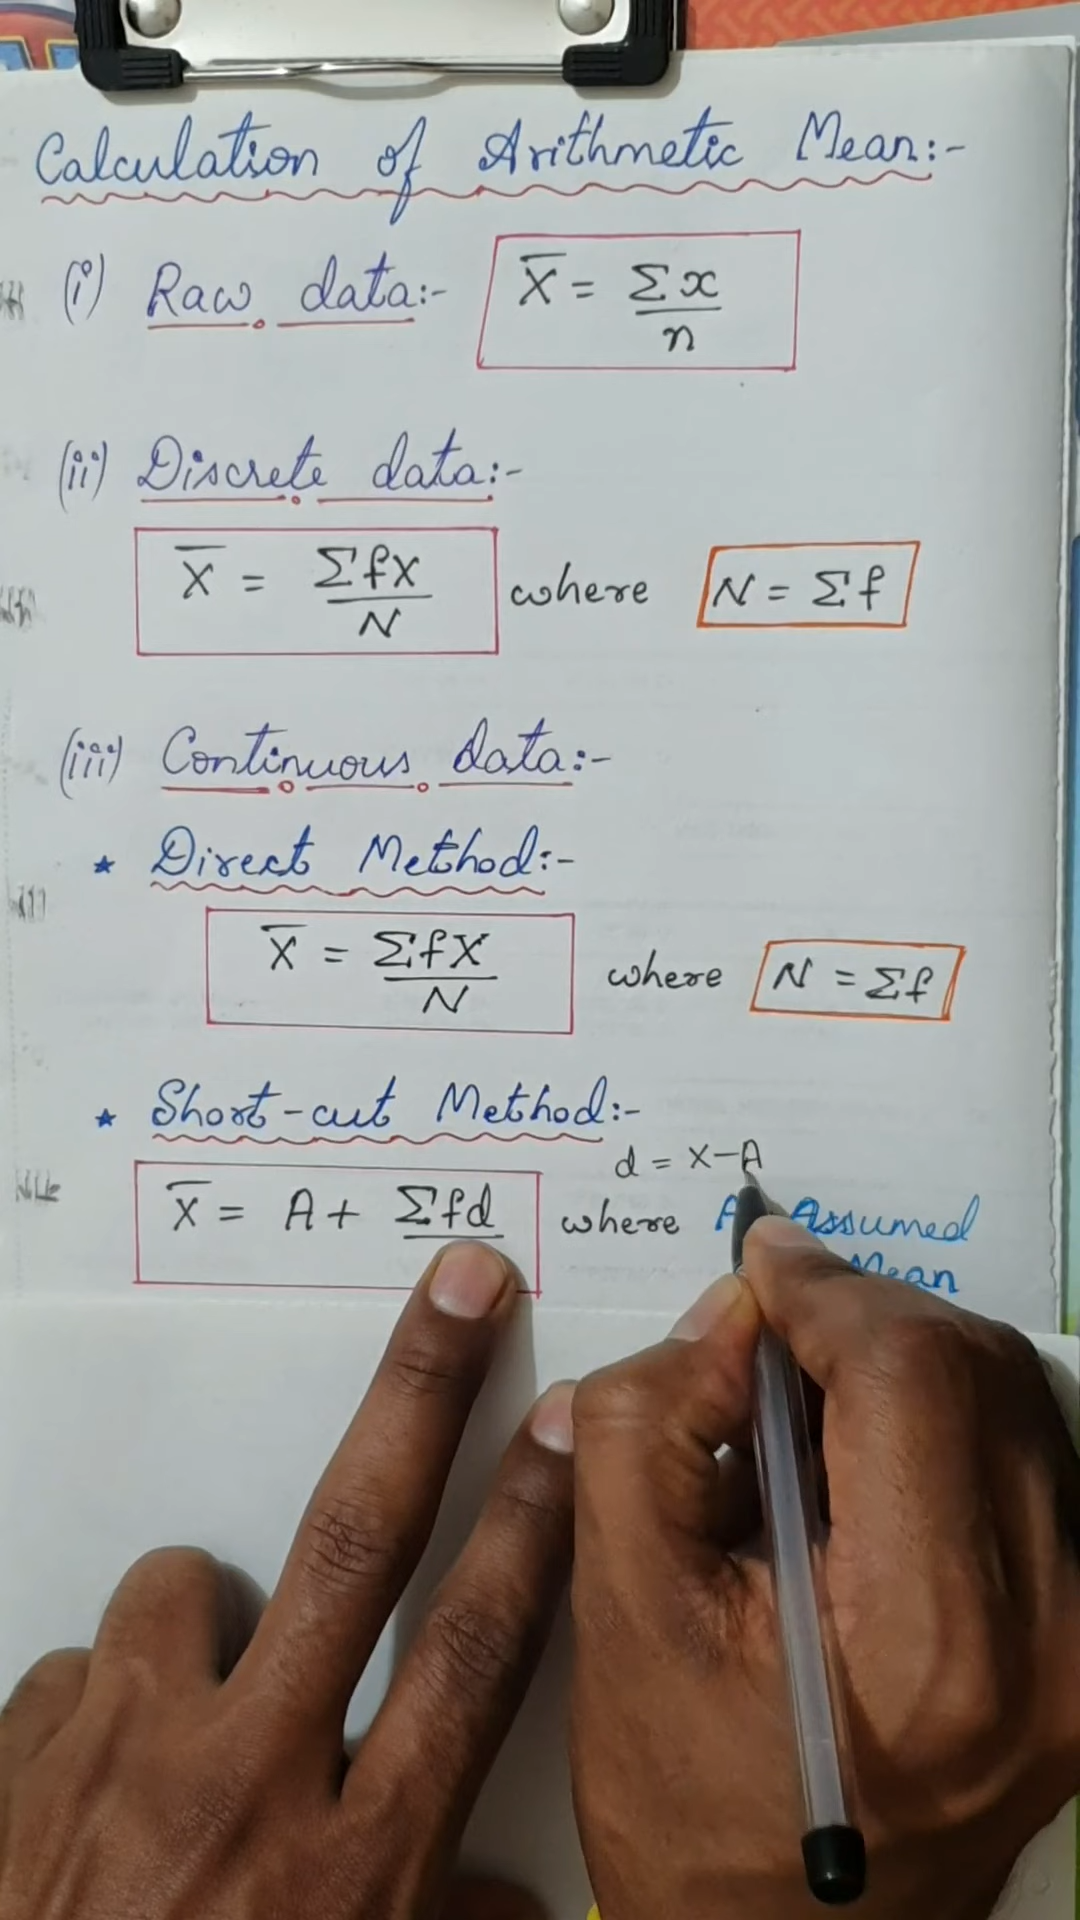 Calculation of Arithmetic Mean:-
(i) Raw data:- X̄ = Σx/n
(ii) Discrete data:-
X̄ = Σfx/N where N = Σf
(iii) Continuous data:-
* Direct Method:-
X̄ = ΣfX/N where N = Σf
* Short-cut Method:-
d = x-A
X̄ = A + Σfd where A Assumed
Mean